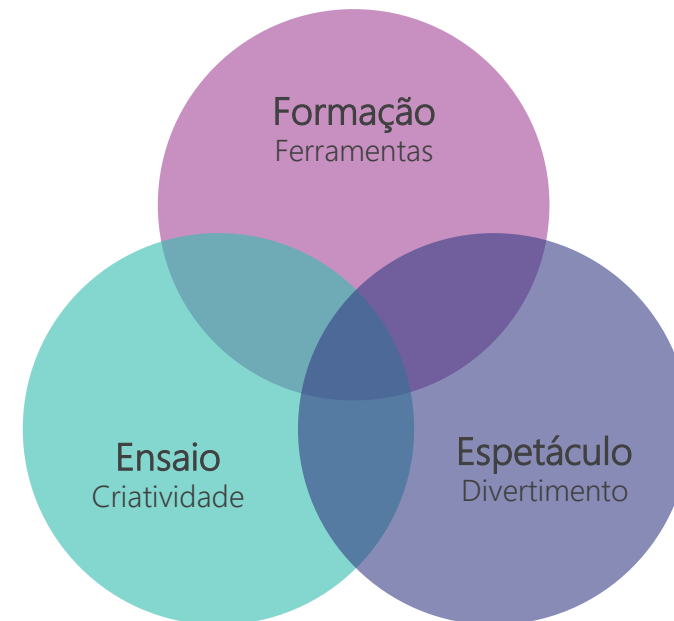 Formação
Ferramentas
Ensaio
Criatividade
Espetáculo
Divertimento